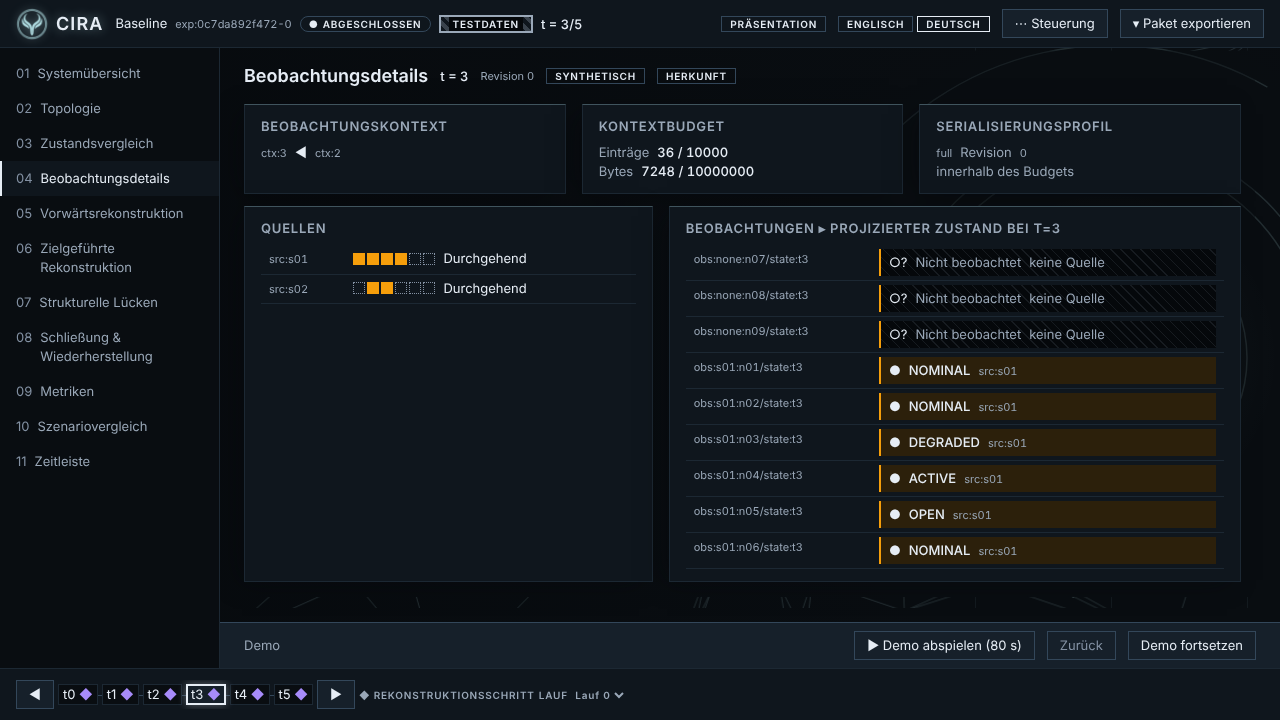 CIRA Baseline exp:0c7da892f472-0 ● ABGESCHLOSSEN TESTDATEN t = 3/5 PRÄSENTATION ENGLISCH DEUTSCH ⋯ Steuerung ▾ Paket exportieren
01 Systemübersicht
02 Topologie
03 Zustandsvergleich
04 Beobachtungsdetails
05 Vorwärtsrekonstruktion
06 Zielgeführte
Rekonstruktion
07 Strukturelle Lücken
08 Schließung &
Wiederherstellung
09 Metriken
10 Szenariovergleich
11 Zeitleiste
Beobachtungsdetails t = 3 Revision 0 SYNTHETISCH HERKUNFT
BEOBACHTUNGSKONTEXT
ctx:3 ◀ ctx:2
KONTEXTBUDGET
Einträge 36 / 10000
Bytes 7248 / 10000000
SERIALISIERUNGSPROFIL
full Revision 0
innerhalb des Budgets
QUELLEN
src:s01 Durchgehend
src:s02 Durchgehend
BEOBACHTUNGEN ▸ PROJIZIERTER ZUSTAND BEI T=3
obs:none:n07/state:t3 ○? Nicht beobachtet keine Quelle
obs:none:n08/state:t3 ○? Nicht beobachtet keine Quelle
obs:none:n09/state:t3 ○? Nicht beobachtet keine Quelle
obs:s01:n01/state:t3 ● NOMINAL src:s01
obs:s01:n02/state:t3 ● NOMINAL src:s01
obs:s01:n03/state:t3 ● DEGRADED src:s01
obs:s01:n04/state:t3 ● ACTIVE src:s01
obs:s01:n05/state:t3 ● OPEN src:s01
obs:s01:n06/state:t3 ● NOMINAL src:s01
Demo ▶ Demo abspielen (80 s) Zurück Demo fortsetzen
◀ t0 ◆ t1 ◆ t2 ◆ t3 ◆ t4 ◆ t5 ◆ ▶ ◆ REKONSTRUKTIONSSCHRITT LAUF Lauf 0